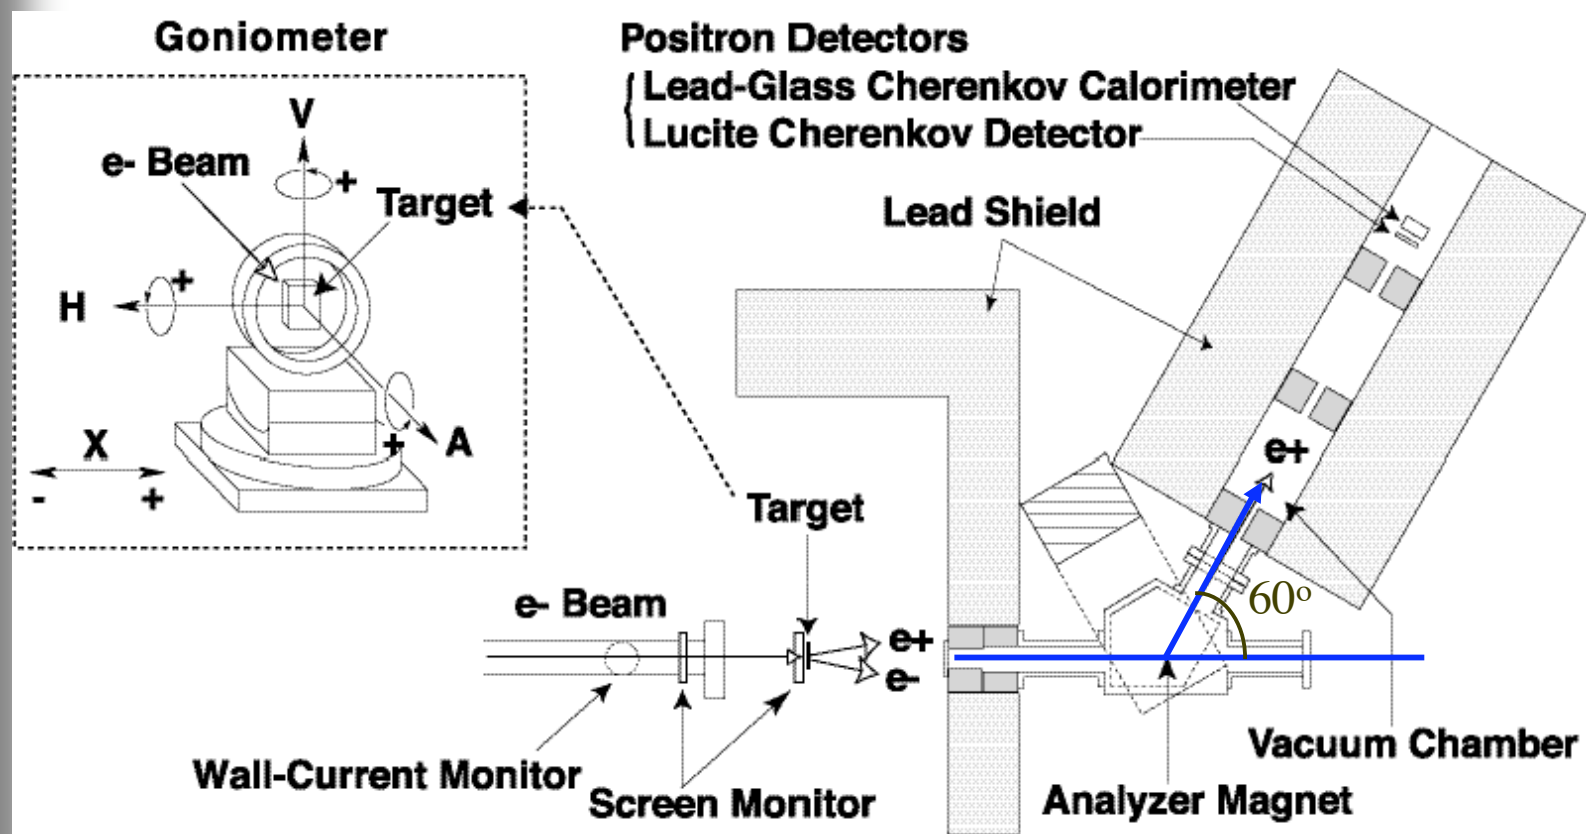 Goniometer
Positron Detectors
Lead-Glass Cherenkov Calorimeter
Lucite Cherenkov Detector
V
e- Beam
+
Target
Lead Shield
H
+
X
-
+
+
A
e+
Target
e- Beam
60°
e+
e-
Vacuum Chamber
Wall-Current Monitor
Screen Monitor
Analyzer Magnet